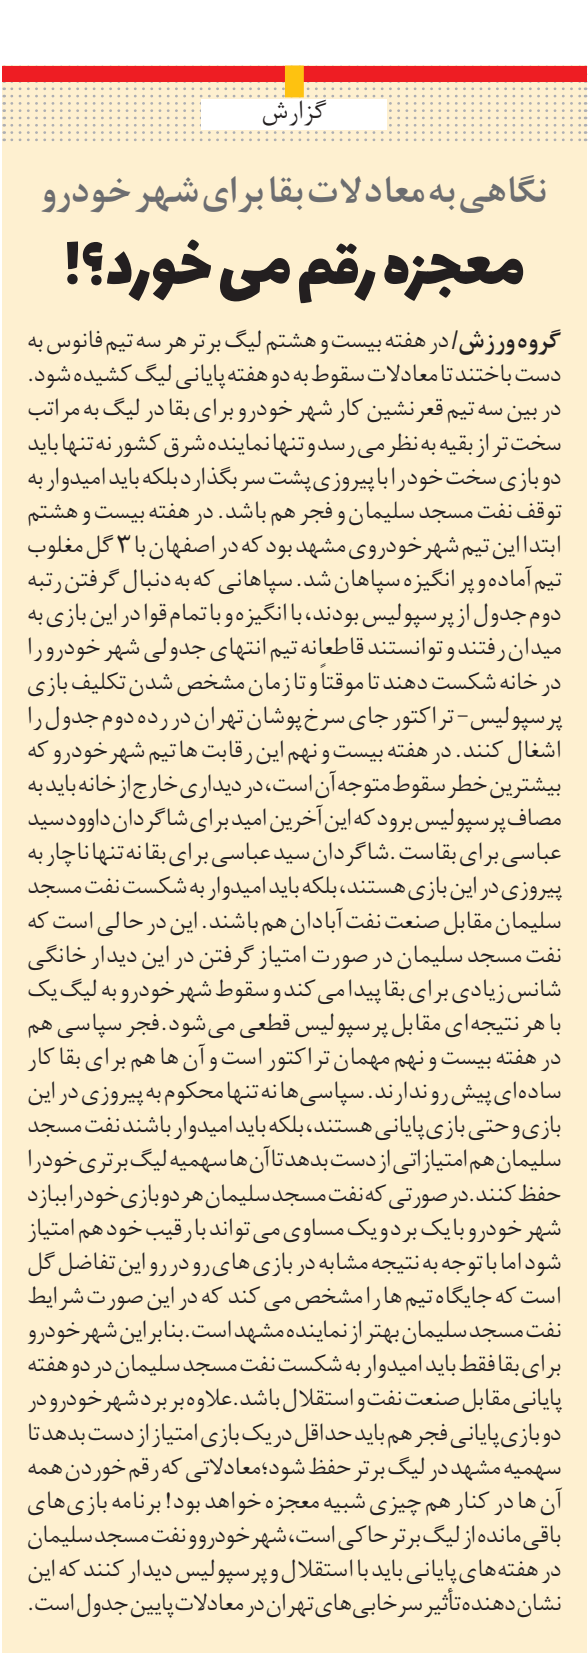 گزارش
نگاهی به معادلات بقا برای شهر خودرو
معجزه رقم می خورد؟!
گروه ورزش/ در هفته بیست و هشتم لیگ برتر هر سه تیم فانوس به
دست باختند تا معادلات سقوط به دو هفته پایانی لیگ کشیده شود.
در بین سه تیم قعرنشین کار شهر خودرو برای بقا در لیگ به مراتب
سخت تر از بقیه به نظر می رسد و تنها نماینده شرق کشور نه تنها باید
دو بازی سخت خود را با پیروزی پشت سر بگذارد بلکه باید امیدوار به
توقف نفت مسجد سلیمان و فجر هم باشد. در هفته بیست و هشتم
ابتدا این تیم شهر خودروی مشهد بود که در اصفهان با ۳ گل مغلوب
تیم آماده و پر انگیزه سپاهان شد. سپاهانی که به دنبال گرفتن رتبه
دوم جدول از پرسپولیس بودند، با انگیزه و با تمام قوا در این بازی به
میدان رفتند و توانستند قاطعانه تیم انتهای جدولی شهر خودرو را
در خانه شکست دهند تا موقتاً و تا زمان مشخص شدن تکلیف بازی
پرسپولیس- تراکتور جای سرخ پوشان تهران در رده دوم جدول را
اشغال کنند. در هفته بیست و نهم این رقابت ها تیم شهرخودرو که
بیشترین خطر سقوط متوجه آن است، در دیداری خارج از خانه باید به
مصاف پرسپولیس برود که این آخرین امید برای شاگردان داوود سید
عباسی برای بقاست .شاگردان سید عباسی برای بقا نه تنها ناچار به
پیروزی در این بازی هستند، بلکه باید امیدوار به شکست نفت مسجد
سلیمان مقابل صنعت نفت آبادان هم باشند. این در حالی است که
نفت مسجد سلیمان در صورت امتیاز گرفتن در این دیدار خانگی
شانس زیادی برای بقا پیدا می کند و سقوط شهرخودرو به لیگ یک
با هر نتیجه‌ای مقابل پرسپولیس قطعی می‌شود. فجر سپاسی هم
در هفته بیست و نهم مهمان تراکتور است و آن ها هم برای بقا کار
ساده‌ای پیش رو ندارند. سپاسی ها نه تنها محکوم به پیروزی در این
بازی و حتی بازی پایانی هستند، بلکه باید امیدوار باشند نفت مسجد
سلیمان هم امتیازاتی از دست بدهد تا آن ها سهمیه لیگ برتری خود را
حفظ کنند. در صورتی که نفت مسجد سلیمان هر دو بازی خود را ببازد
شهر خودرو با یک برد و یک مساوی می تواند با رقیب خود هم امتیاز
شود اما با توجه به نتیجه مشابه در بازی های رو در رو این تفاضل گل
است که جایگاه تیم ها را مشخص می کند که در این صورت شرایط
نفت مسجد سلیمان بهتر از نماینده مشهد است. بنابراین شهر خودرو
برای بقا فقط باید امیدوار به شکست نفت مسجد سلیمان در دو هفته
پایانی مقابل صنعت نفت و استقلال باشد. علاوه بر برد شهر خودرو در
دو بازی پایانی فجر هم باید حداقل در یک بازی امتیاز از دست بدهد تا
سهمیه مشهد در لیگ برتر حفظ شود؛ معادلاتی که رقم خوردن همه
آن ها در کنار هم چیزی شبیه معجزه خواهد بود! برنامه بازی‌های
باقی مانده از لیگ برتر حاکی است، شهر خودرو و نفت مسجد سلیمان
در هفته‌های پایانی باید با استقلال و پرسپولیس دیدار کنند که این
نشان دهنده تأثیر سرخابی های تهران در معادلات پایین جدول است.